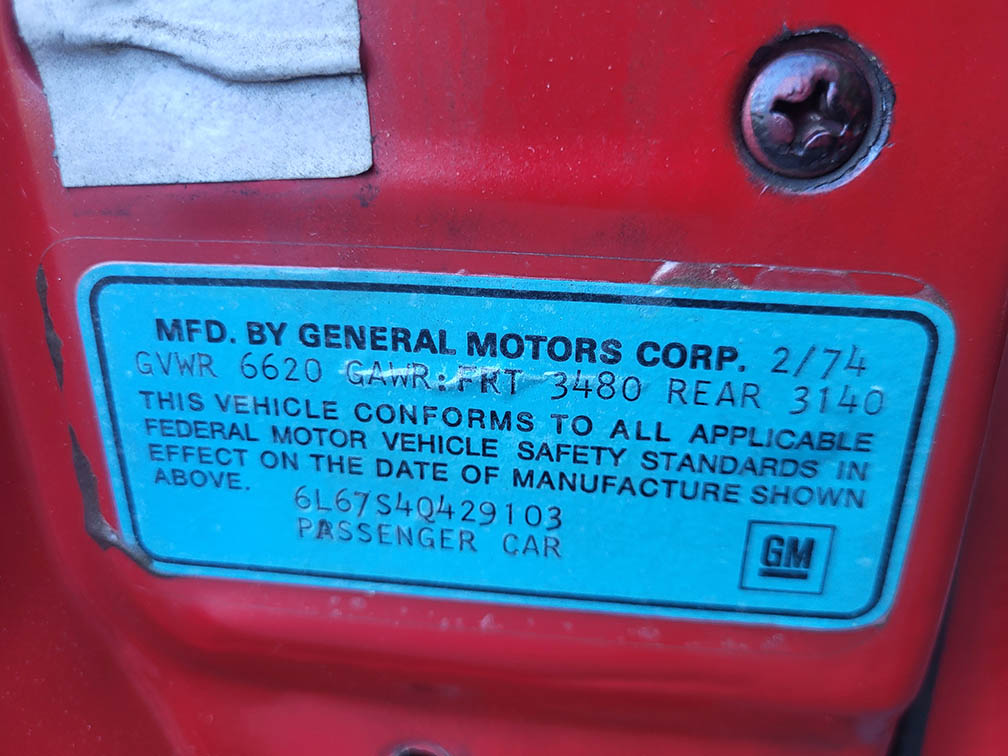 MFD. BY GENERAL MOTORS CORP. 2/74
GVWR 6620 GAWR:FRT 3480 REAR 3140
THIS VEHICLE CONFORMS TO ALL APPLICABLE
FEDERAL MOTOR VEHICLE SAFETY STANDARDS IN
EFFECT ON THE DATE OF MANUFACTURE SHOWN
ABOVE.
6L67S4Q429103
PASSENGER CAR
GM